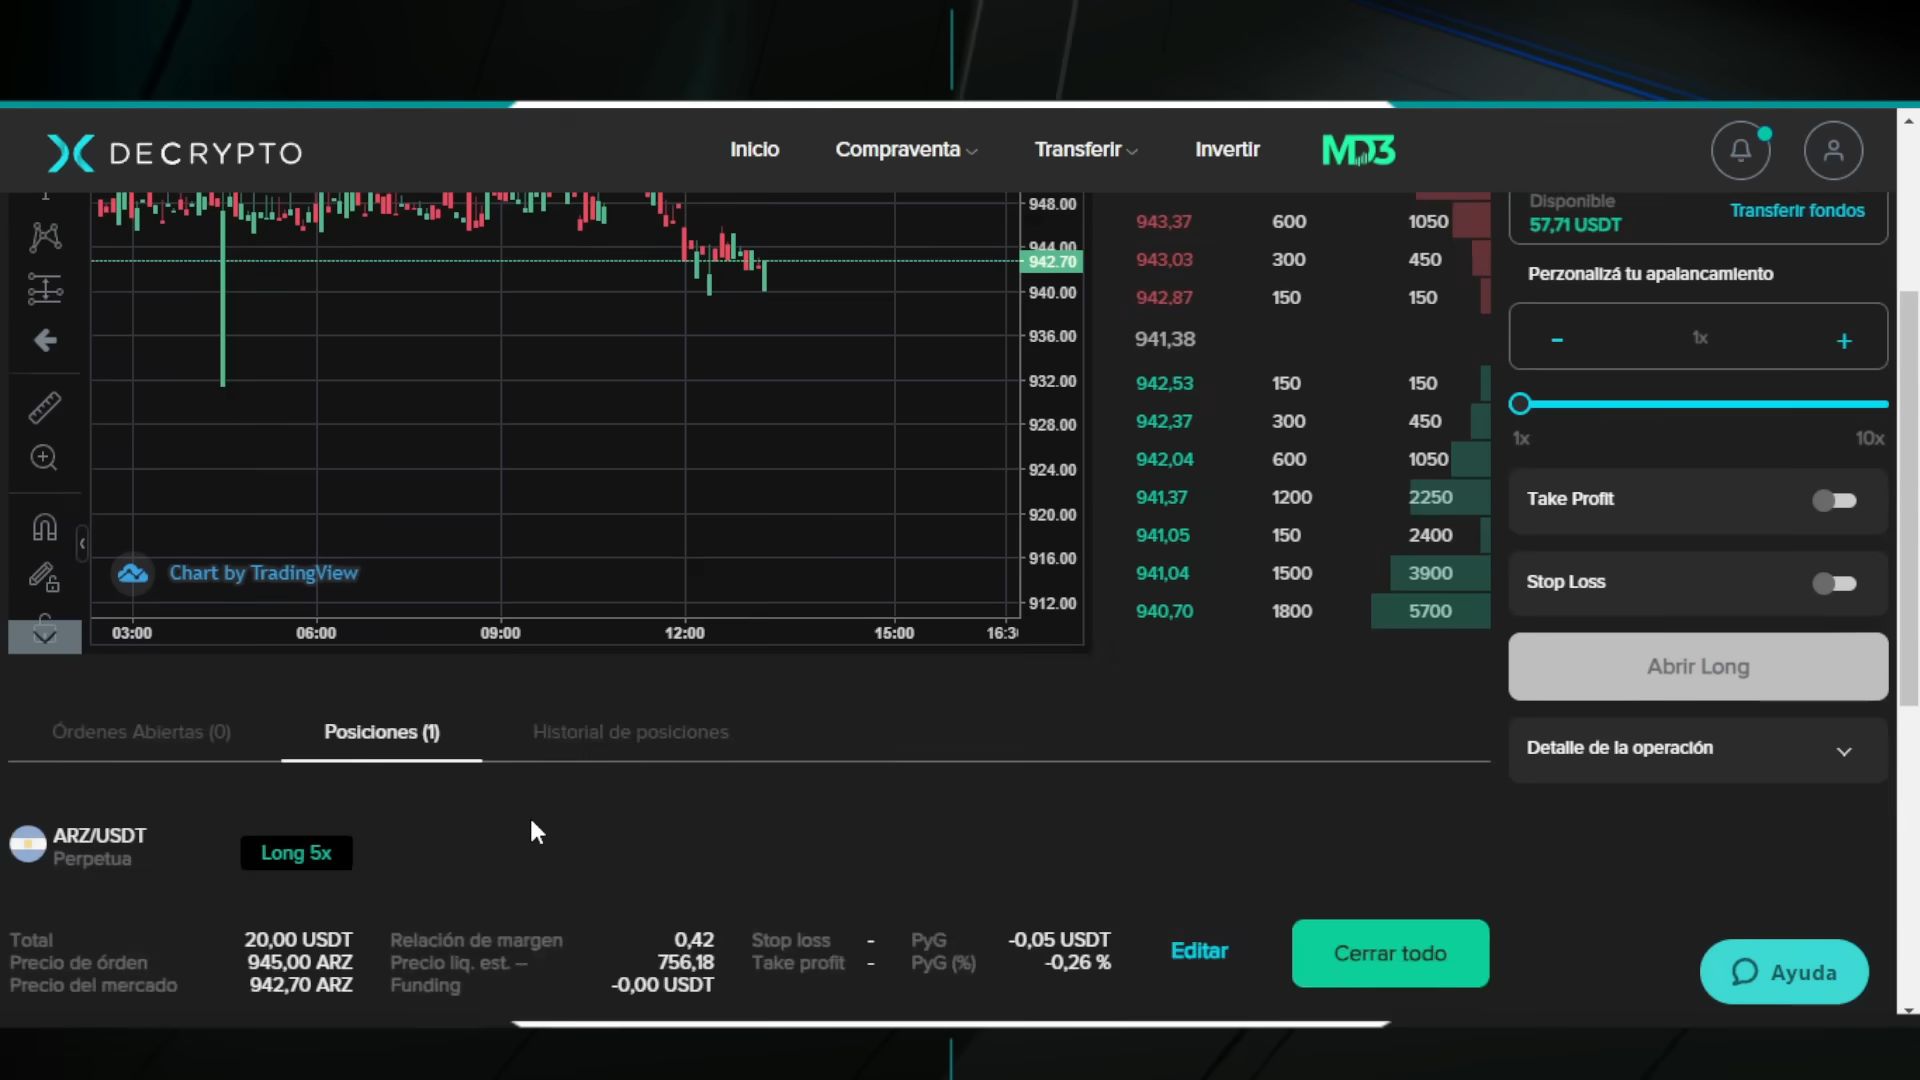 DECRYPTO
Inicio
Compraventa
Transferir
Invertir
MD3
948.00
944.00
942.70
940.00
936.00
932.00
928.00
924.00
920.00
916.00
912.00
Chart by TradingView
03:00
06:00
09:00
12:00
15:00
16:3
943,37 600 1050
943,03 300 450
942,87 150 150
941,38
942,53 150 150
942,37 300 450
942,04 600 1050
941,37 1200 2250
941,05 150 2400
941,04 1500 3900
940,70 1800 5700
Disponible
57,71 USDT
Transferir fondos
Perzonalizá tu apalancamiento
- 1x +
1x 10x
Take Profit
Stop Loss
Abrir Long
Detalle de la operación
Órdenes Abiertas (0)
Posiciones (1)
Historial de posiciones
ARZ/USDT
Perpetua
Long 5x
Total 20,00 USDT
Precio de órden 945,00 ARZ
Precio del mercado 942,70 ARZ
Relación de margen 0,42
Precio liq. est. — 756,18
Funding -0,00 USDT
Stop loss -
Take profit -
PyG -0,05 USDT
PyG (%) -0,26 %
Editar
Cerrar todo
Ayuda